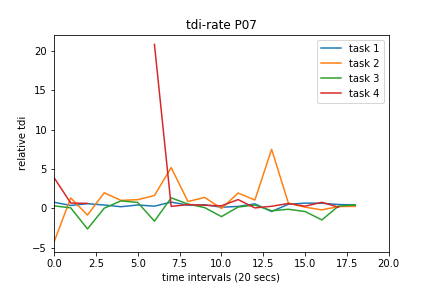 tdi-rate P07
task 1
task 2
task 3
task 4
20
15
10
5
0
−5
relative tdi
0.0 2.5 5.0 7.5 10.0 12.5 15.0 17.5 20.0
time intervals (20 secs)